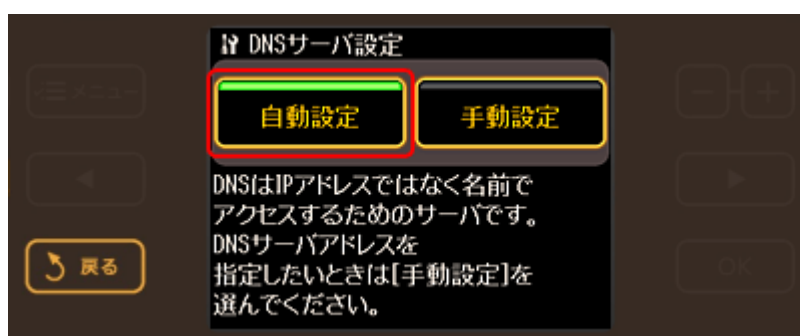 DNSサーバ設定
メニュー
自動設定
手動設定
DNSはIPアドレスではなく名前で
アクセスするためのサーバです。
DNSサーバアドレスを
指定したいときは[手動設定]を
選んでください。
戻る
OK